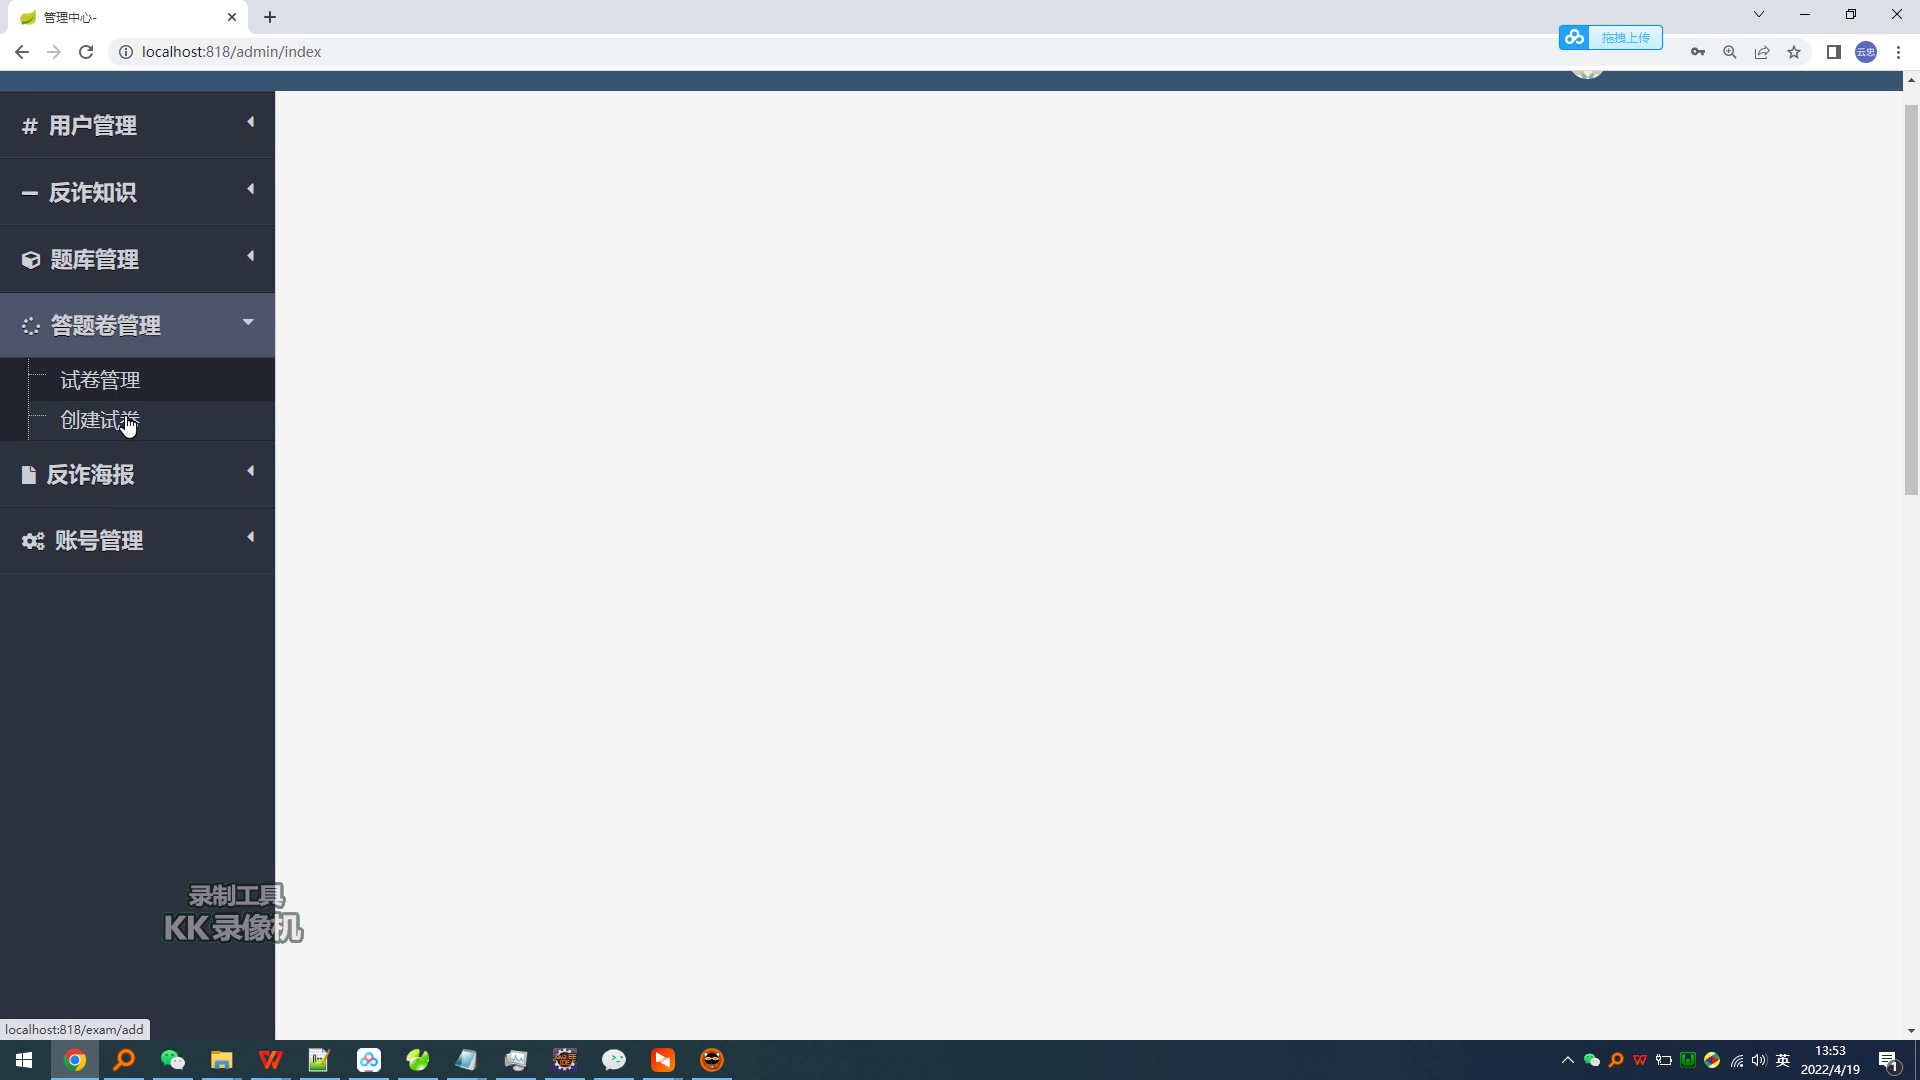 管理中心-
localhost:818/admin/index
拖拽上传
云忠
用户管理
反诈知识
题库管理
答题卷管理
试卷管理
创建试卷
反诈海报
账号管理
录制工具
KK录像机
localhost:818/exam/add
英
13:53
2022/4/19
1